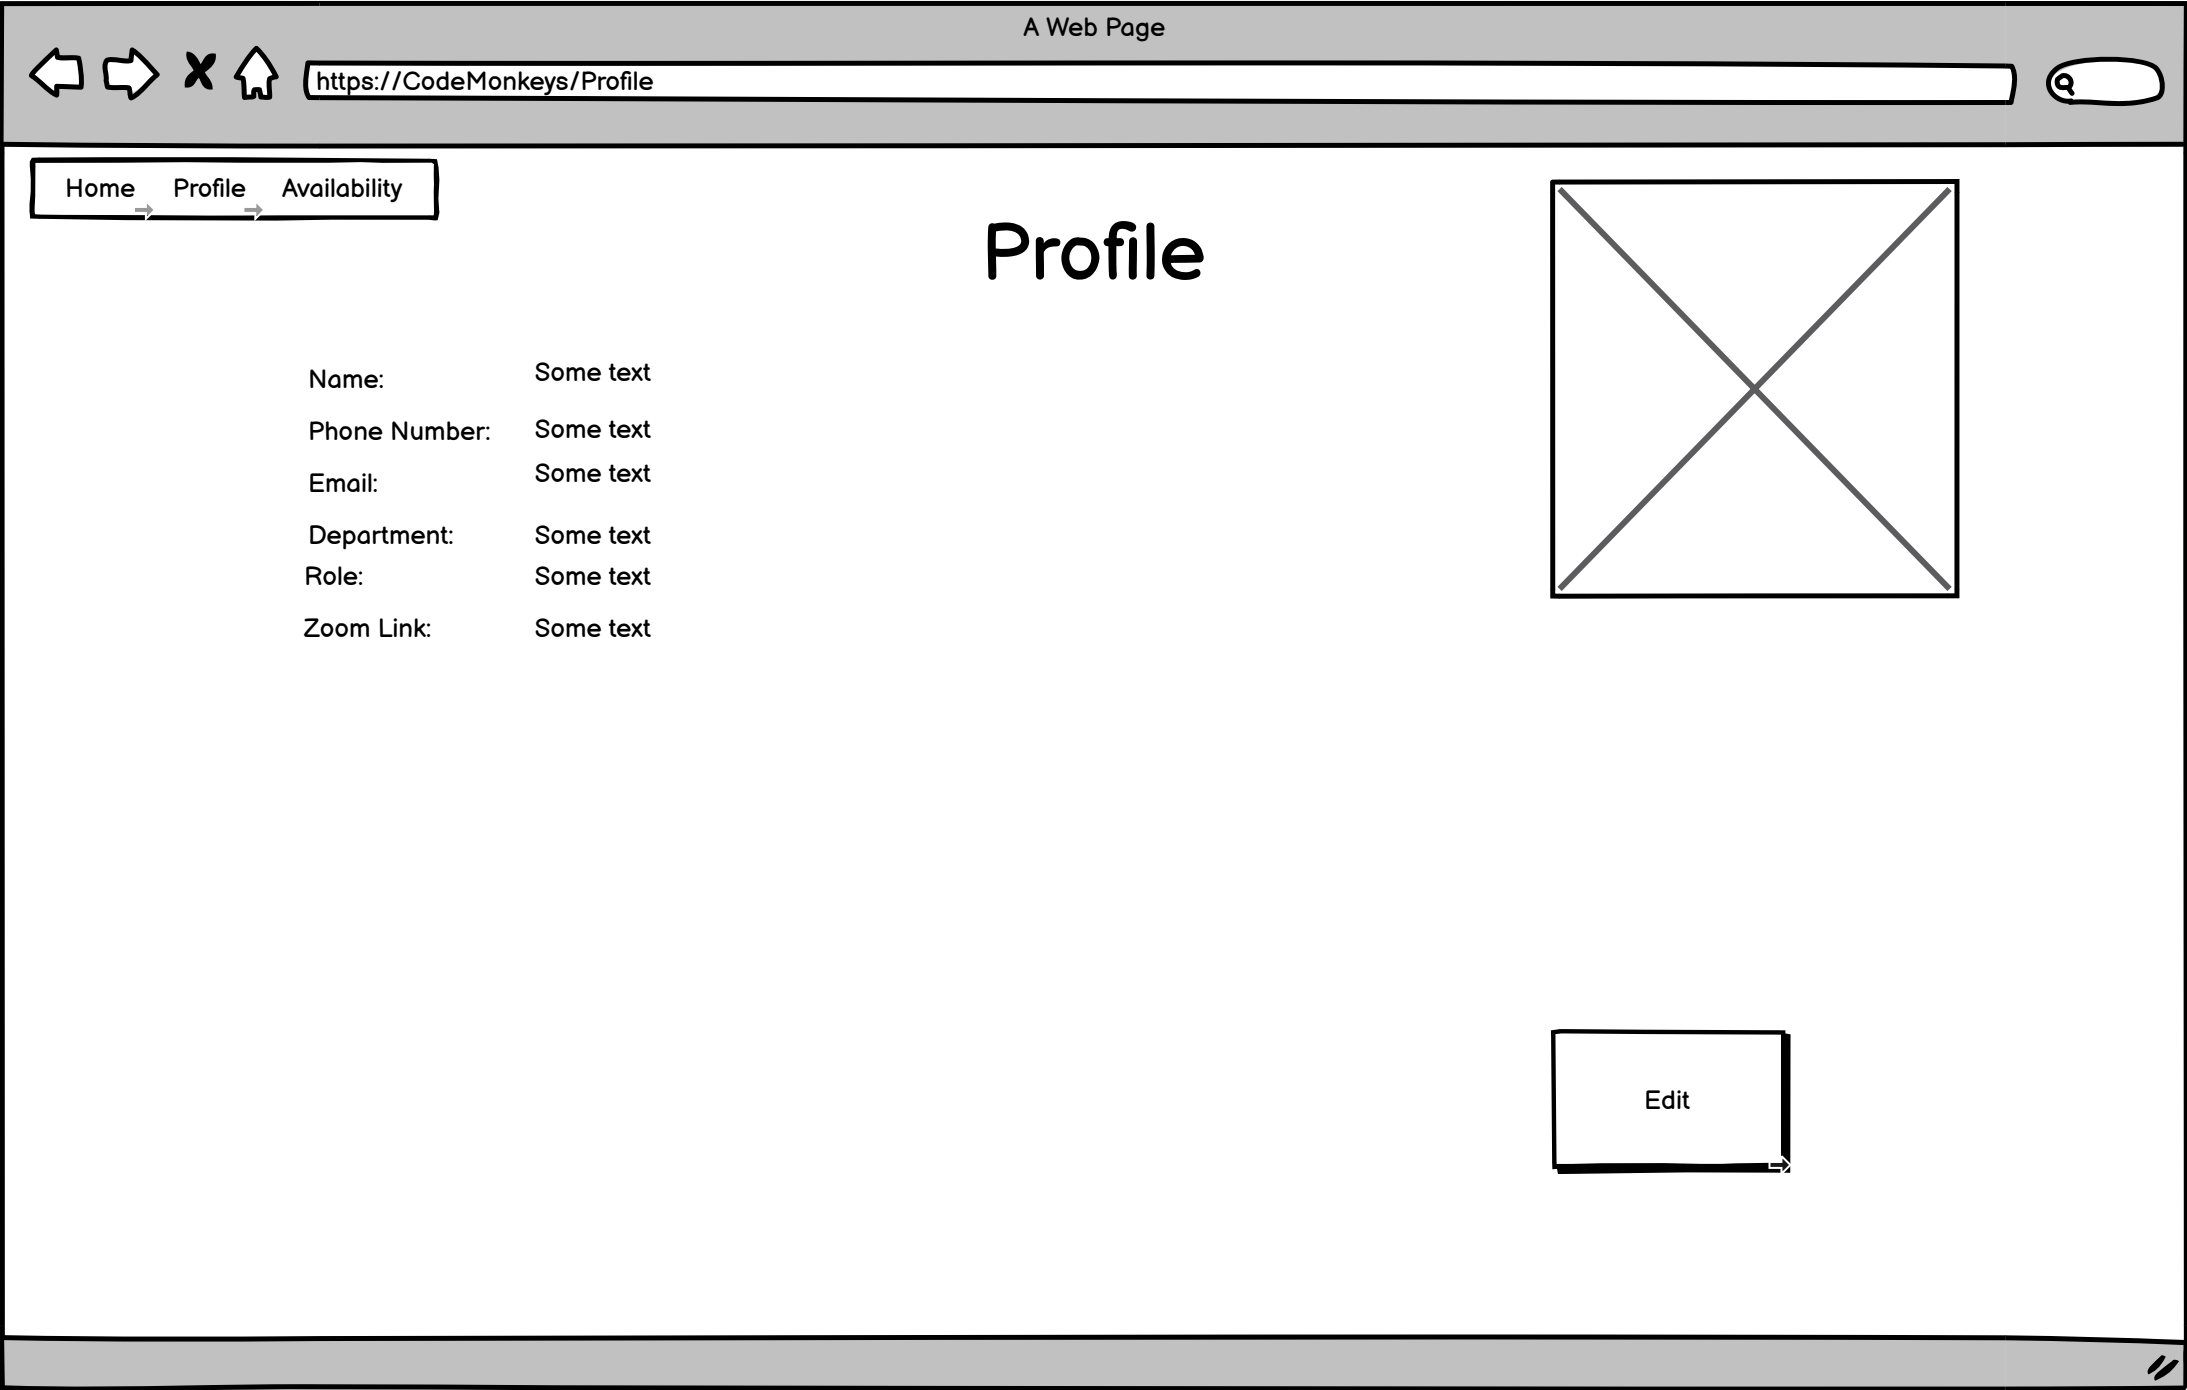 A Web Page
https://CodeMonkeys/Profile
Home Profile Availability
Profile
Name: Some text
Phone Number: Some text
Email: Some text
Department: Some text
Role: Some text
Zoom Link: Some text
Edit